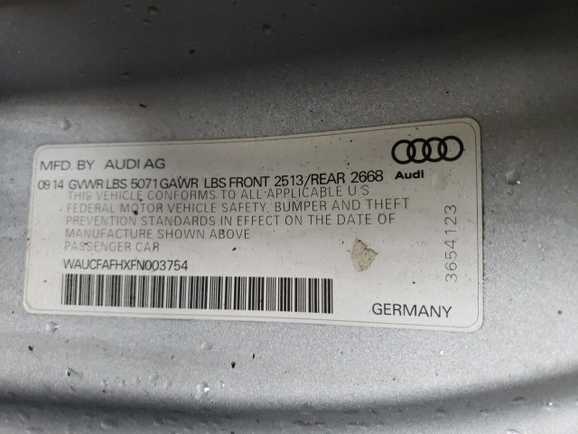 MFD. BY AUDI AG
09 14 GVWR LBS 5071 GAWR LBS FRONT 2513/REAR 2668
Audi
THIS VEHICLE CONFORMS TO ALL APPLICABLE U S
FEDERAL MOTOR VEHICLE SAFETY, BUMPER AND THEFT
PREVENTION STANDARDS IN EFFECT ON THE DATE OF
MANUFACTURE SHOWN ABOVE
PASSENGER CAR
WAUCFAFHXFN003754
3654123
GERMANY